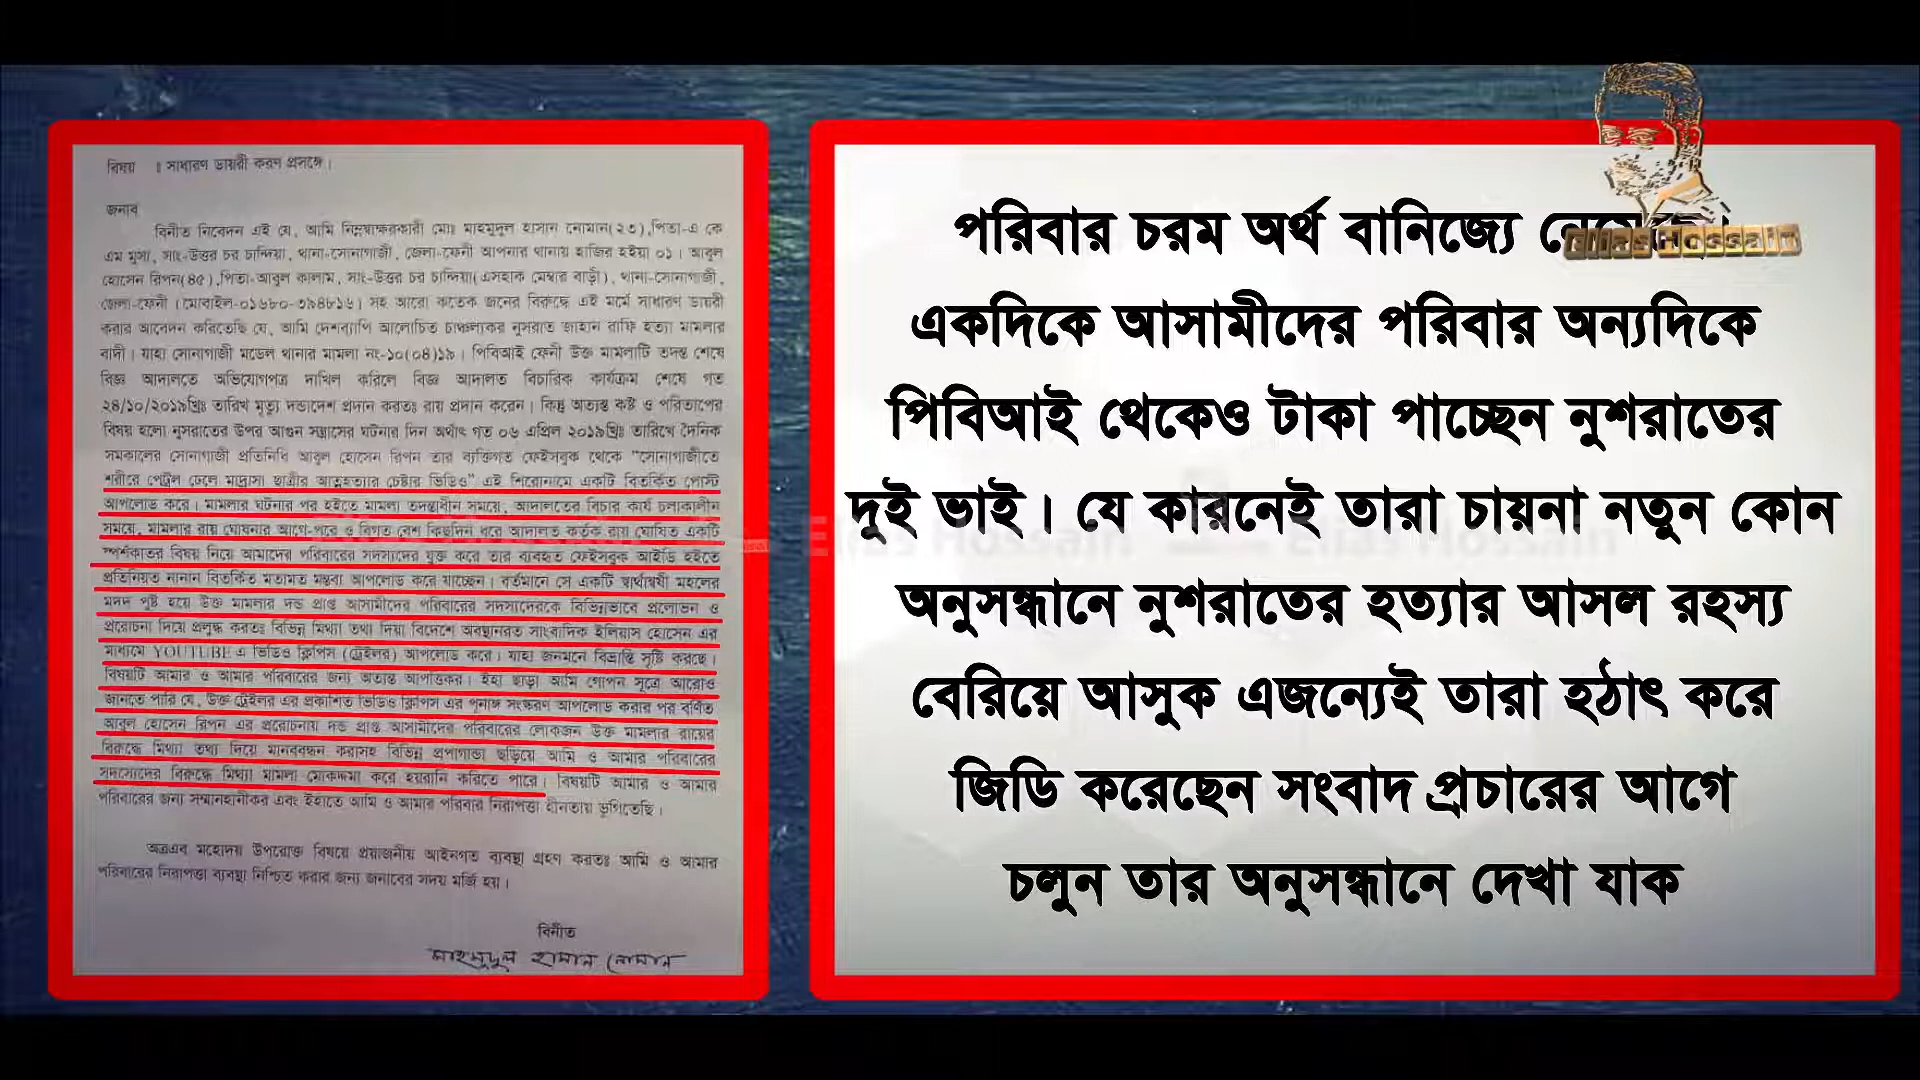 বিষয় ঃ সাধারণ ডায়রী করণ প্রসঙ্গে।
জনাব
বিনীত নিবেদন এই যে, আমি নিম্নস্বাক্ষরকারী মোঃ মাহমুদুল হাসান নোমান(২৩),পিতা-এ কে
এম মুসা, সাং-উত্তর চর চান্দিয়া, থানা-সোনাগাজী, জেলা-ফেনী আপনার থানায় হাজির হইয়া ০১। আবুল
হোসেন রিপন(৪৫),পিতা-আবুল কালাম, সাং-উত্তর চর চান্দিয়া(এসহাক মেম্বার বাড়ী), থানা-সোনাগাজী,
জেলা-ফেনী (মোবাইল-০১৬৮০-৩৯৪৮১৬) সহ আরো কতেক জনের বিরুদ্ধে এই মর্মে সাধারণ ডায়রী
করার আবেদন করিতেছি যে, আমি দেশব্যাপি আলোচিত চাঞ্চল্যকর নুসরাত জাহান রাফি হত্যা মামলার
বাদী। যাহা সোনাগাজী মডেল থানার মামলা নং-১০(০৪)১৯। পিবিআই ফেনী উক্ত মামলাটি তদন্ত শেষে
বিজ্ঞ আদালতে অভিযোগপত্র দাখিল করিলে বিজ্ঞ আদালত বিচারিক কার্যক্রম শেষে গত
২৪/১০/২০১৯খ্রিঃ তারিখ মৃত্যু দন্ডাদেশ প্রদান করতঃ রায় প্রদান করেন। কিন্তু অত্যন্ত কষ্ট ও পরিতাপের
বিষয় হলো নুসরাতের উপর আগুন সন্ত্রাসের ঘটনার দিন অর্থাৎ গত ০৬ এপ্রিল ২০১৯খ্রিঃ তারিখে দৈনিক
সমকালের সোনাগাজী প্রতিনিধি আবুল হোসেন রিপন তার ব্যক্তিগত ফেইসবুক থেকে “সোনাগাজীতে
শরীরে পেট্রল ঢেলে মাদ্রাসা ছাত্রীর আত্মহত্যার চেষ্টার ভিডিও” এই শিরোনামে একটি বিতর্কিত পোস্ট
আপলোড করে। মামলার ঘটনার পর হইতে মামলা তদন্তাধীন সময়ে, আদালতের বিচার কার্য চলাকালীন
সময়ে, মামলার রায় ঘোষনার আগে-পরে ও বিগত বেশ কিছুদিন ধরে আদালত কর্তৃক রায় ঘোষিত একটি
স্পর্শকাতর বিষয় নিয়ে আমাদের পরিবারের সদস্যদের যুক্ত করে তার ব্যবহৃত ফেইসবুক আইডি হইতে
প্রতিনিয়ত নানান বিতর্কিত মতামত মন্তব্য আপলোড করে যাচ্ছেন। বর্তমানে সে একটি স্বার্থান্বষী মহলের
মদদ পুষ্ট হয়ে উক্ত মামলার দন্ড প্রাপ্ত আসামীদের পরিবারের সদস্যদেরকে বিভিন্নভাবে প্রলোভন ও
প্ররোচনা দিয়ে প্রলুব্ধ করতঃ বিভিন্ন মিথ্যা তথ্য দিয়া বিদেশে অবস্থানরত সাংবাদিক ইলিয়াস হোসেন এর
মাধ্যমে YOUTUBE এ ভিডিও ক্লিপিস (ট্রেইলর) আপলোড করে। যাহা জনমনে বিভ্রান্তি সৃষ্টি করছে।
বিষয়টি আমার ও আমার পরিবারের জন্য অত্যন্ত আপত্তিকর। ইহা ছাড়া আমি গোপন সূত্রে আরোও
জানতে পারি যে, উক্ত ট্রেইলর এর প্রকাশিত ভিডিও ক্লিপিস এর পূনাঙ্গ সংস্করণ আপলোড করার পর বর্ণিত
আবুল হোসেন রিপন এর প্ররোচনায় দন্ড প্রাপ্ত আসামীদের পরিবারের লোকজন উক্ত মামলার রায়ের
বিরুদ্ধে মিথ্যা তথ্য দিয়ে মানববন্ধন করাসহ বিভিন্ন প্রপাগান্ডা ছড়িয়ে আমি ও আমার পরিবারের
সদস্যেদের বিরুদ্ধে মিথ্যা মামলা মোকদ্দমা করে হয়রানি করিতে পারে। বিষয়টি আমার ও আমার
পরিবারের জন্য সম্মানহানীকর এবং ইহাতে আমি ও আমার পরিবার নিরাপত্তা হীনতায় ভুগিতেছি।
অতএব মহোদয় উপরোক্ত বিষয়ে প্রয়াজনীয় আইনগত ব্যবস্থা গ্রহণ করতঃ আমি ও আমার
পরিবারের নিরাপত্তা ব্যবস্থা নিশ্চিত করার জন্য জনাবের সদয় মর্জি হয়।
বিনীত
মাহমুদুল হাসান নোমান
পরিবার চরম অর্থ বানিজ্যে
একদিকে আসামীদের পরিবার অন্যদিকে
পিবিআই থেকেও টাকা পাচ্ছেন নুশরাতের
দুই ভাই। যে কারনেই তারা চায়না নতুন কোন
অনুসন্ধানে নুশরাতের হত্যার আসল রহস্য
বেরিয়ে আসুক এজন্যেই তারা হঠাৎ করে
জিডি করেছেন সংবাদ প্রচারের আগে
চলুন তার অনুসন্ধানে দেখা যাক
Elias Hossain
Elias Hossain
Elias Hossain